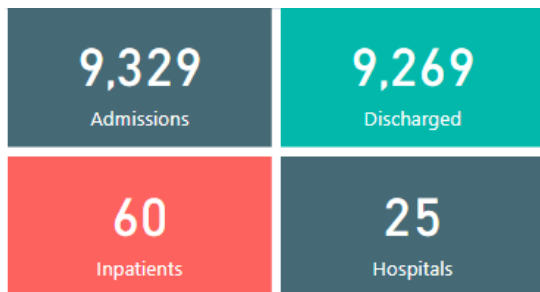 9,329
Admissions
9,269
Discharged
60
Inpatients
25
Hospitals